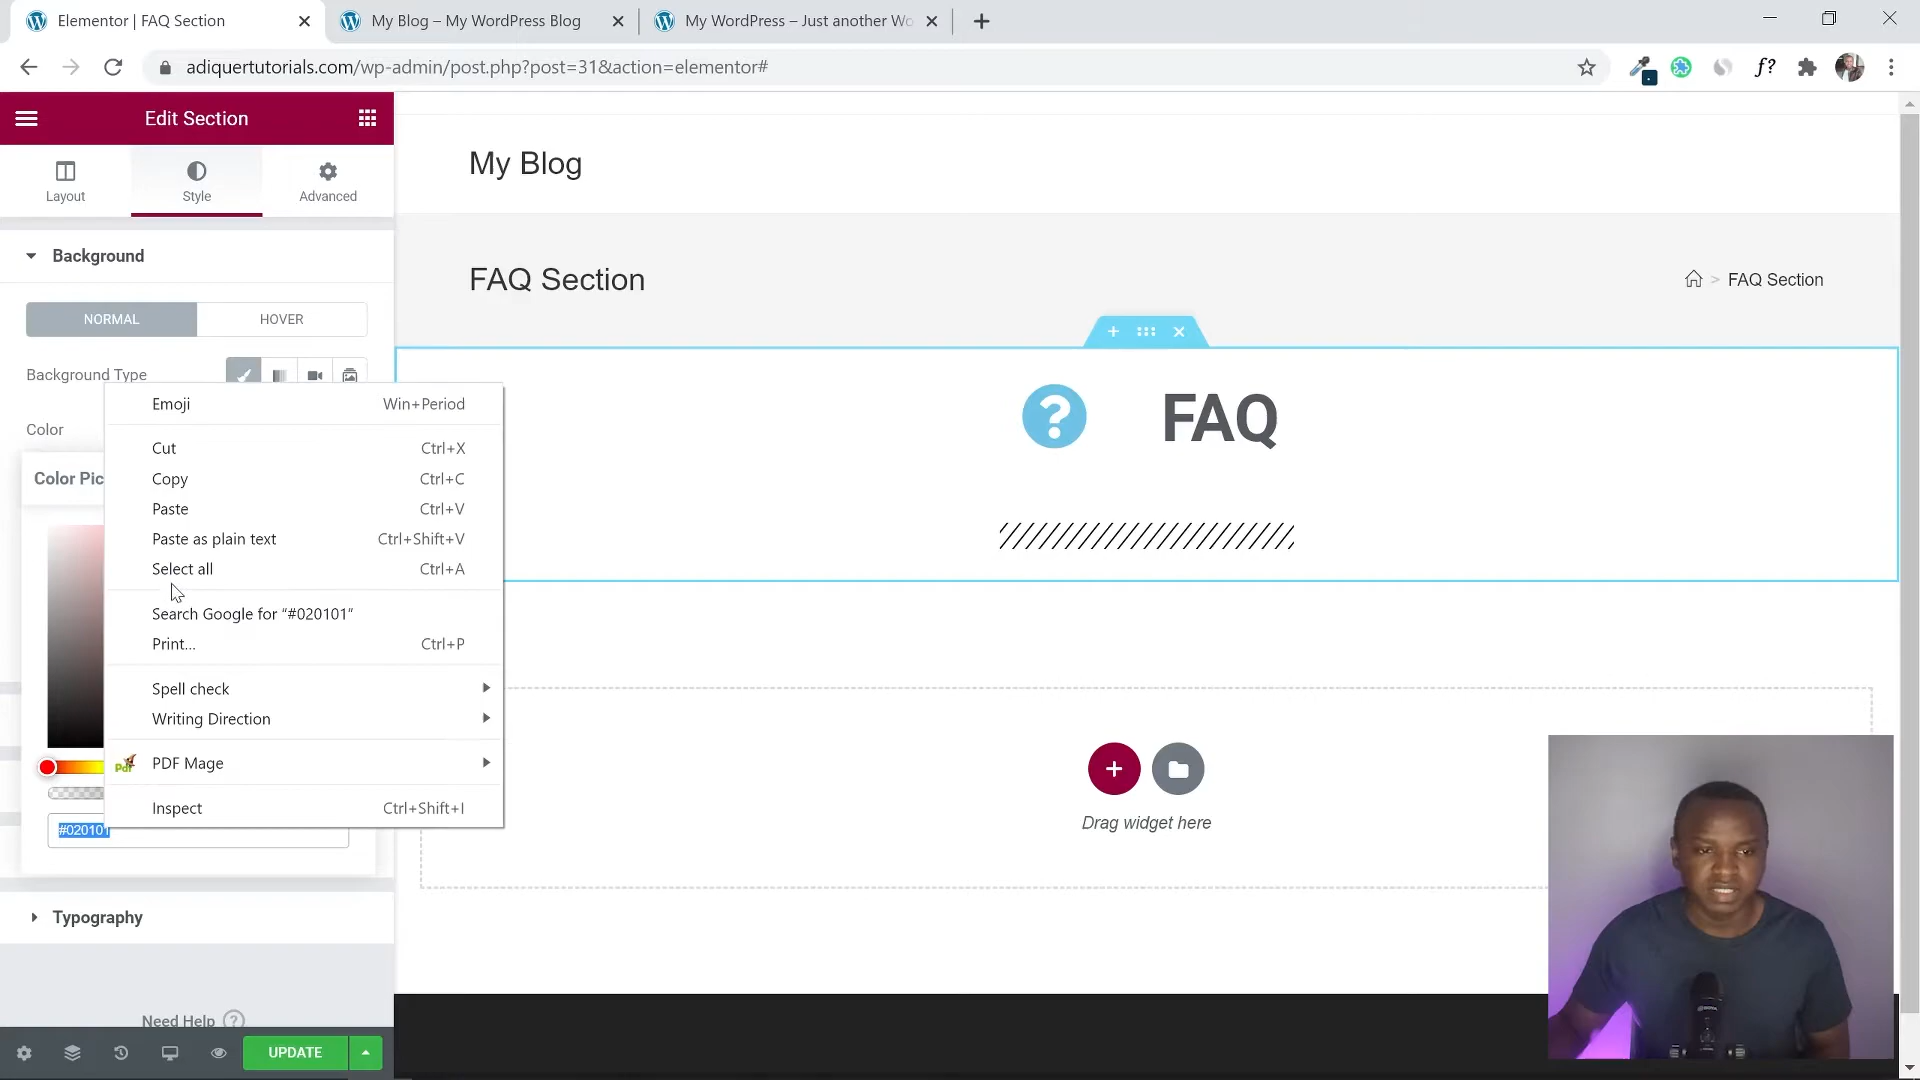 Elementor | FAQ Section
My Blog – My WordPress Blog
My WordPress – Just another Wo
adiquertutorials.com/wp-admin/post.php?post=31&action=elementor#
f?
Edit Section
Layout
Style
Advanced
Background
NORMAL
HOVER
Background Type
Color
Color Pic
Emoji Win+Period
Cut Ctrl+X
Copy Ctrl+C
Paste Ctrl+V
Paste as plain text Ctrl+Shift+V
Select all Ctrl+A
Search Google for “#020101”
Print... Ctrl+P
Spell check
Writing Direction
PDF Mage
Inspect Ctrl+Shift+I
#020101
Typography
Need Help ?
UPDATE
My Blog
FAQ Section
> FAQ Section
? FAQ
Drag widget here